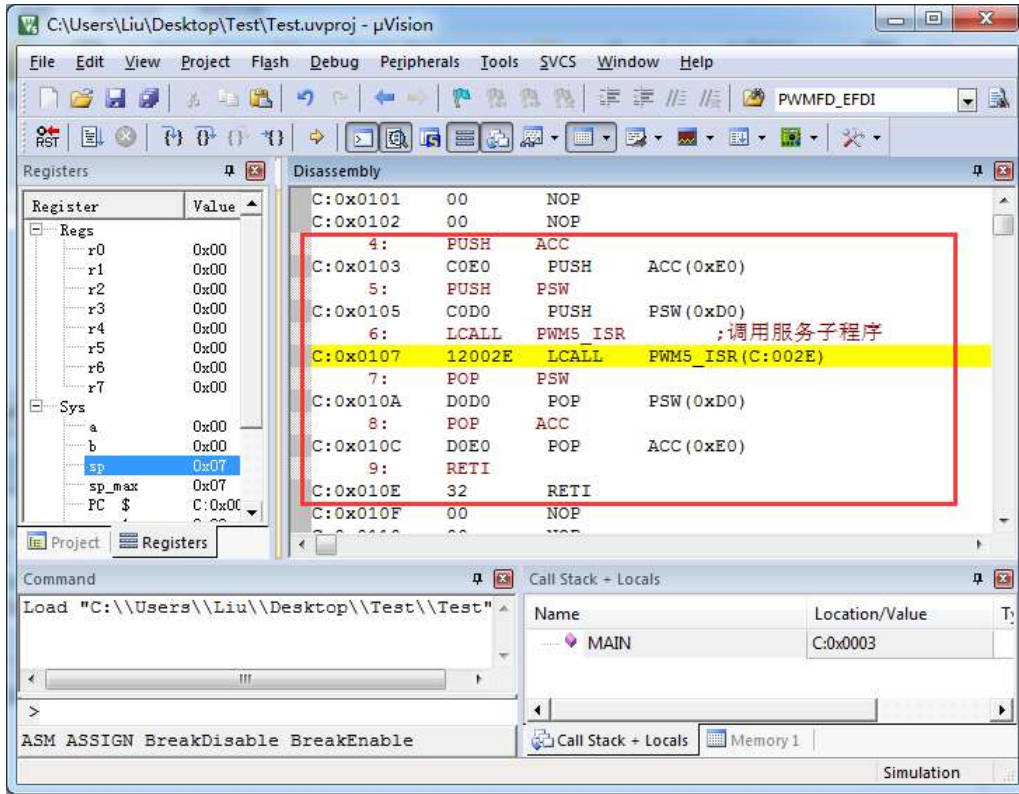 C:\Users\Liu\Desktop\Test\Test.uvproj - µVision
File Edit View Project Flash Debug Peripherals Tools SVCS Window Help
PWMFD_EFDI
RST
Registers
Register Value
Regs
r0 0x00
r1 0x00
r2 0x00
r3 0x00
r4 0x00
r5 0x00
r6 0x00
r7 0x00
Sys
a 0x00
b 0x00
sp 0x07
sp_max 0x07
PC $ C:0x00
Project Registers
Disassembly
C:0x0101 00 NOP
C:0x0102 00 NOP
4: PUSH ACC
C:0x0103 C0E0 PUSH ACC(0xE0)
5: PUSH PSW
C:0x0105 C0D0 PUSH PSW(0xD0)
6: LCALL PWM5_ISR ;调用服务子程序
C:0x0107 12002E LCALL PWM5_ISR(C:002E)
7: POP PSW
C:0x010A D0D0 POP PSW(0xD0)
8: POP ACC
C:0x010C D0E0 POP ACC(0xE0)
9: RETI
C:0x010E 32 RETI
C:0x010F 00 NOP
Command
Load "C:\\Users\\Liu\\Desktop\\Test\\Test"
>
ASM ASSIGN BreakDisable BreakEnable
Call Stack + Locals
Name Location/Value
MAIN C:0x0003
Call Stack + Locals Memory 1
Simulation